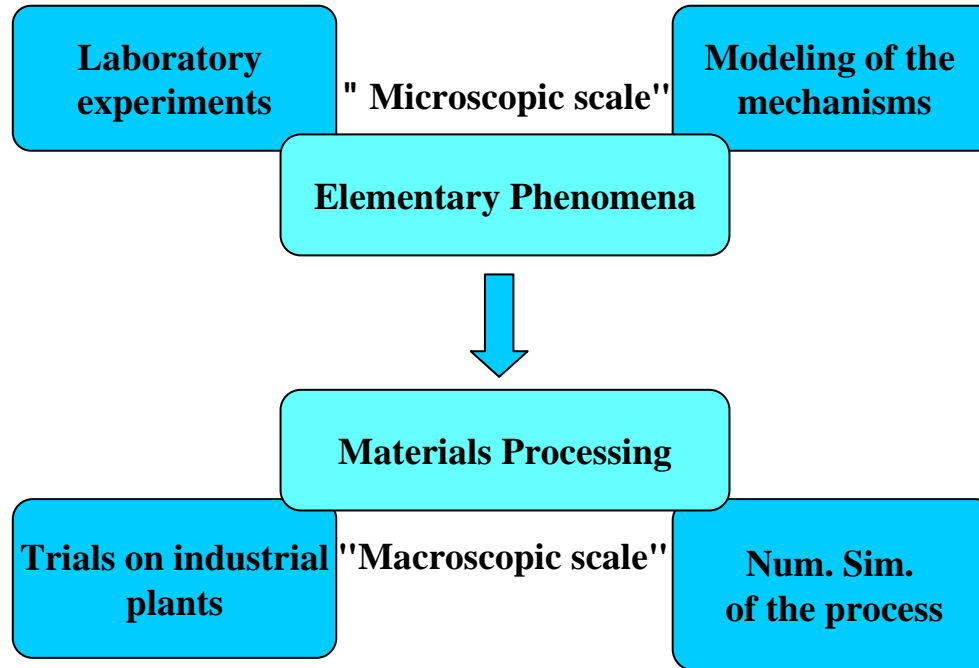 Laboratory
experiments
" Microscopic scale"
Modeling of the
mechanisms
Elementary Phenomena
Materials Processing
Trials on industrial
plants
"Macroscopic scale"
Num. Sim.
of the process